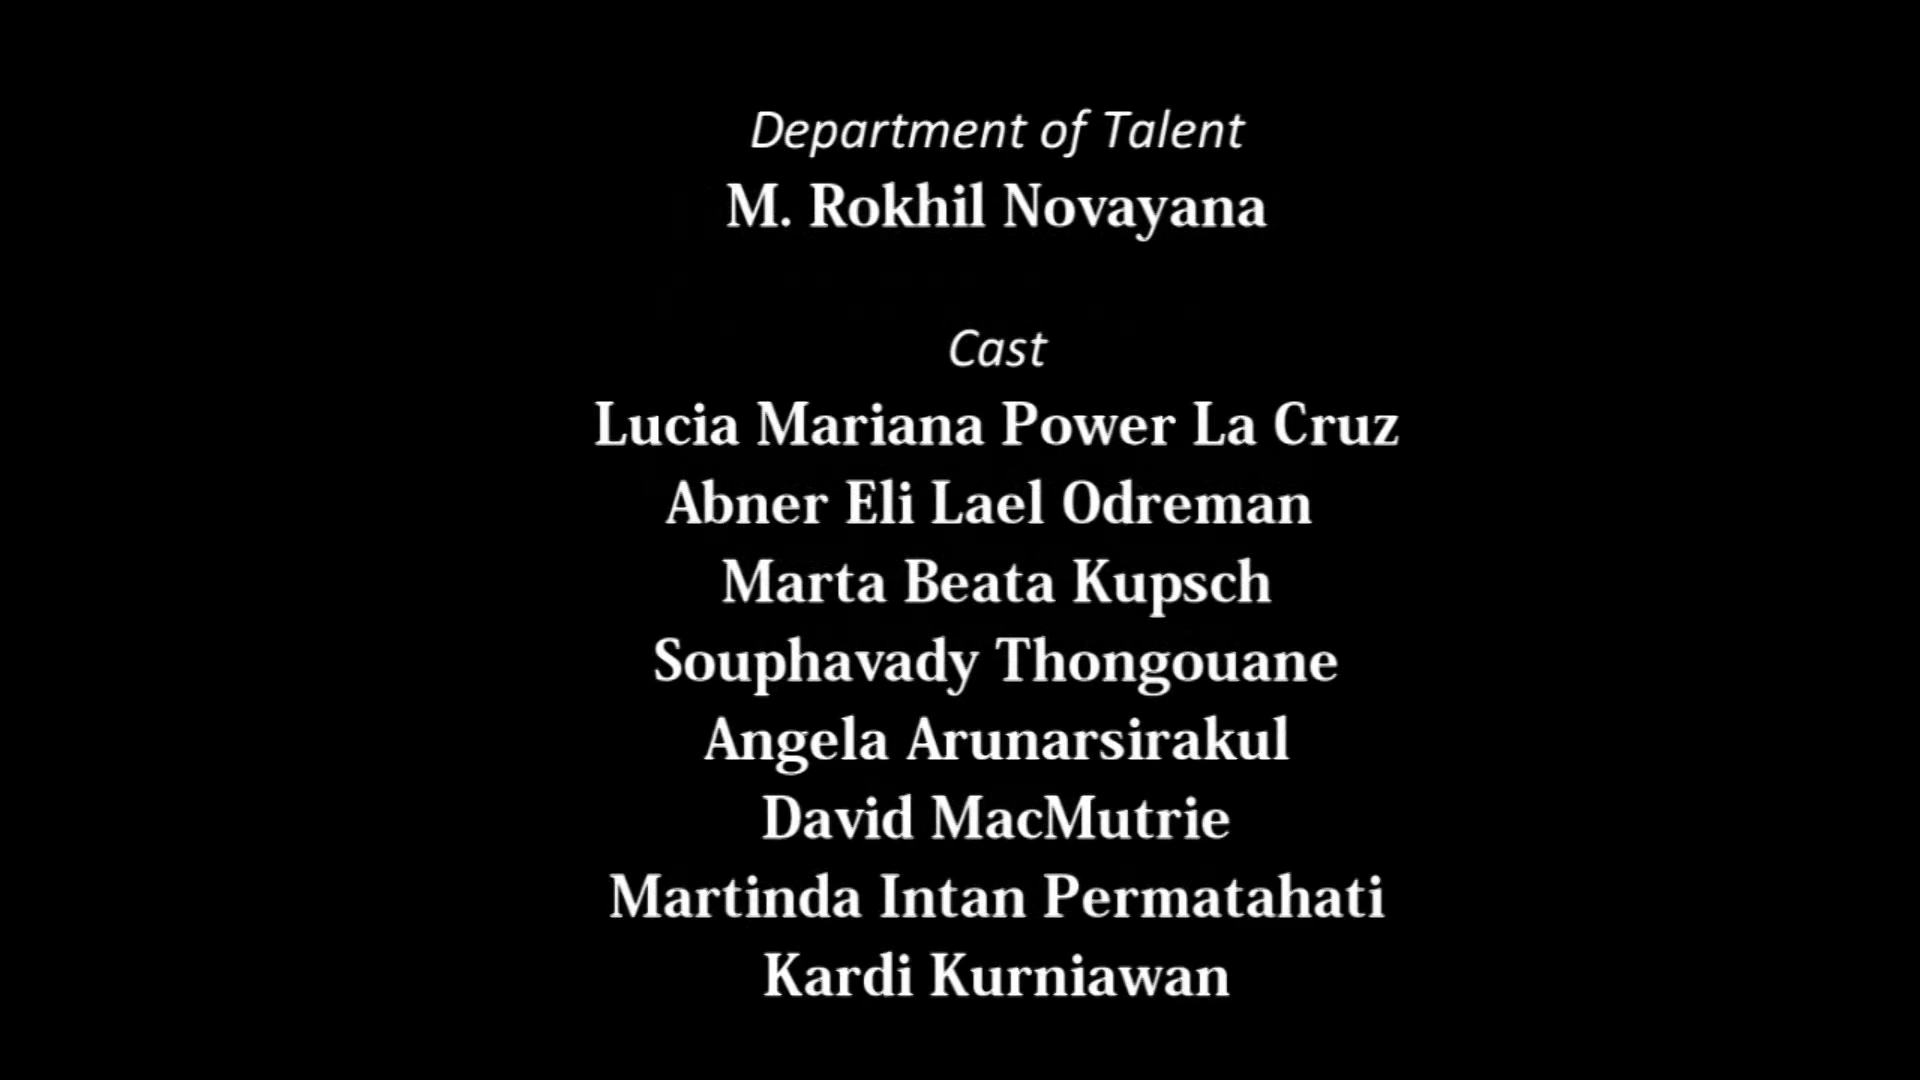 Department of Talent
M. Rokhil Novayana
Cast
Lucia Mariana Power La Cruz
Abner Eli Lael Odreman
Marta Beata Kupsch
Souphavady Thongouane
Angela Arunarsirakul
David MacMutrie
Martinda Intan Permatahati
Kardi Kurniawan